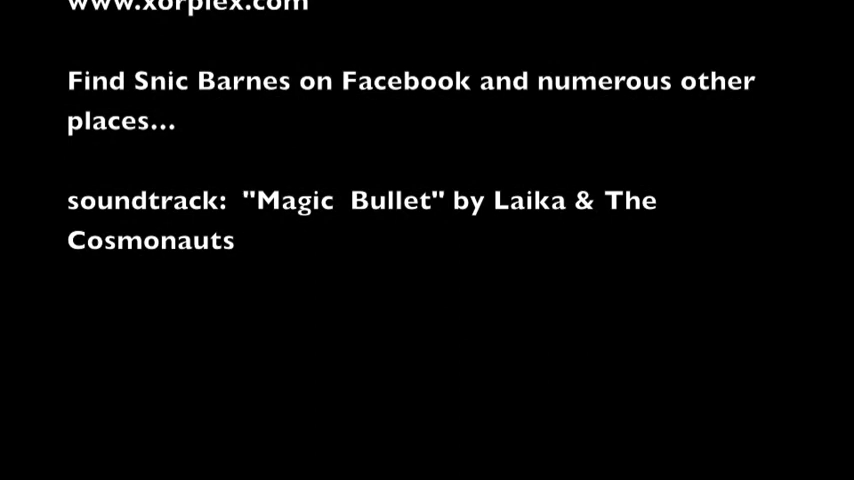 www.xorplex.com
Find Snic Barnes on Facebook and numerous other
places...
soundtrack:  "Magic  Bullet" by Laika & The
Cosmonauts